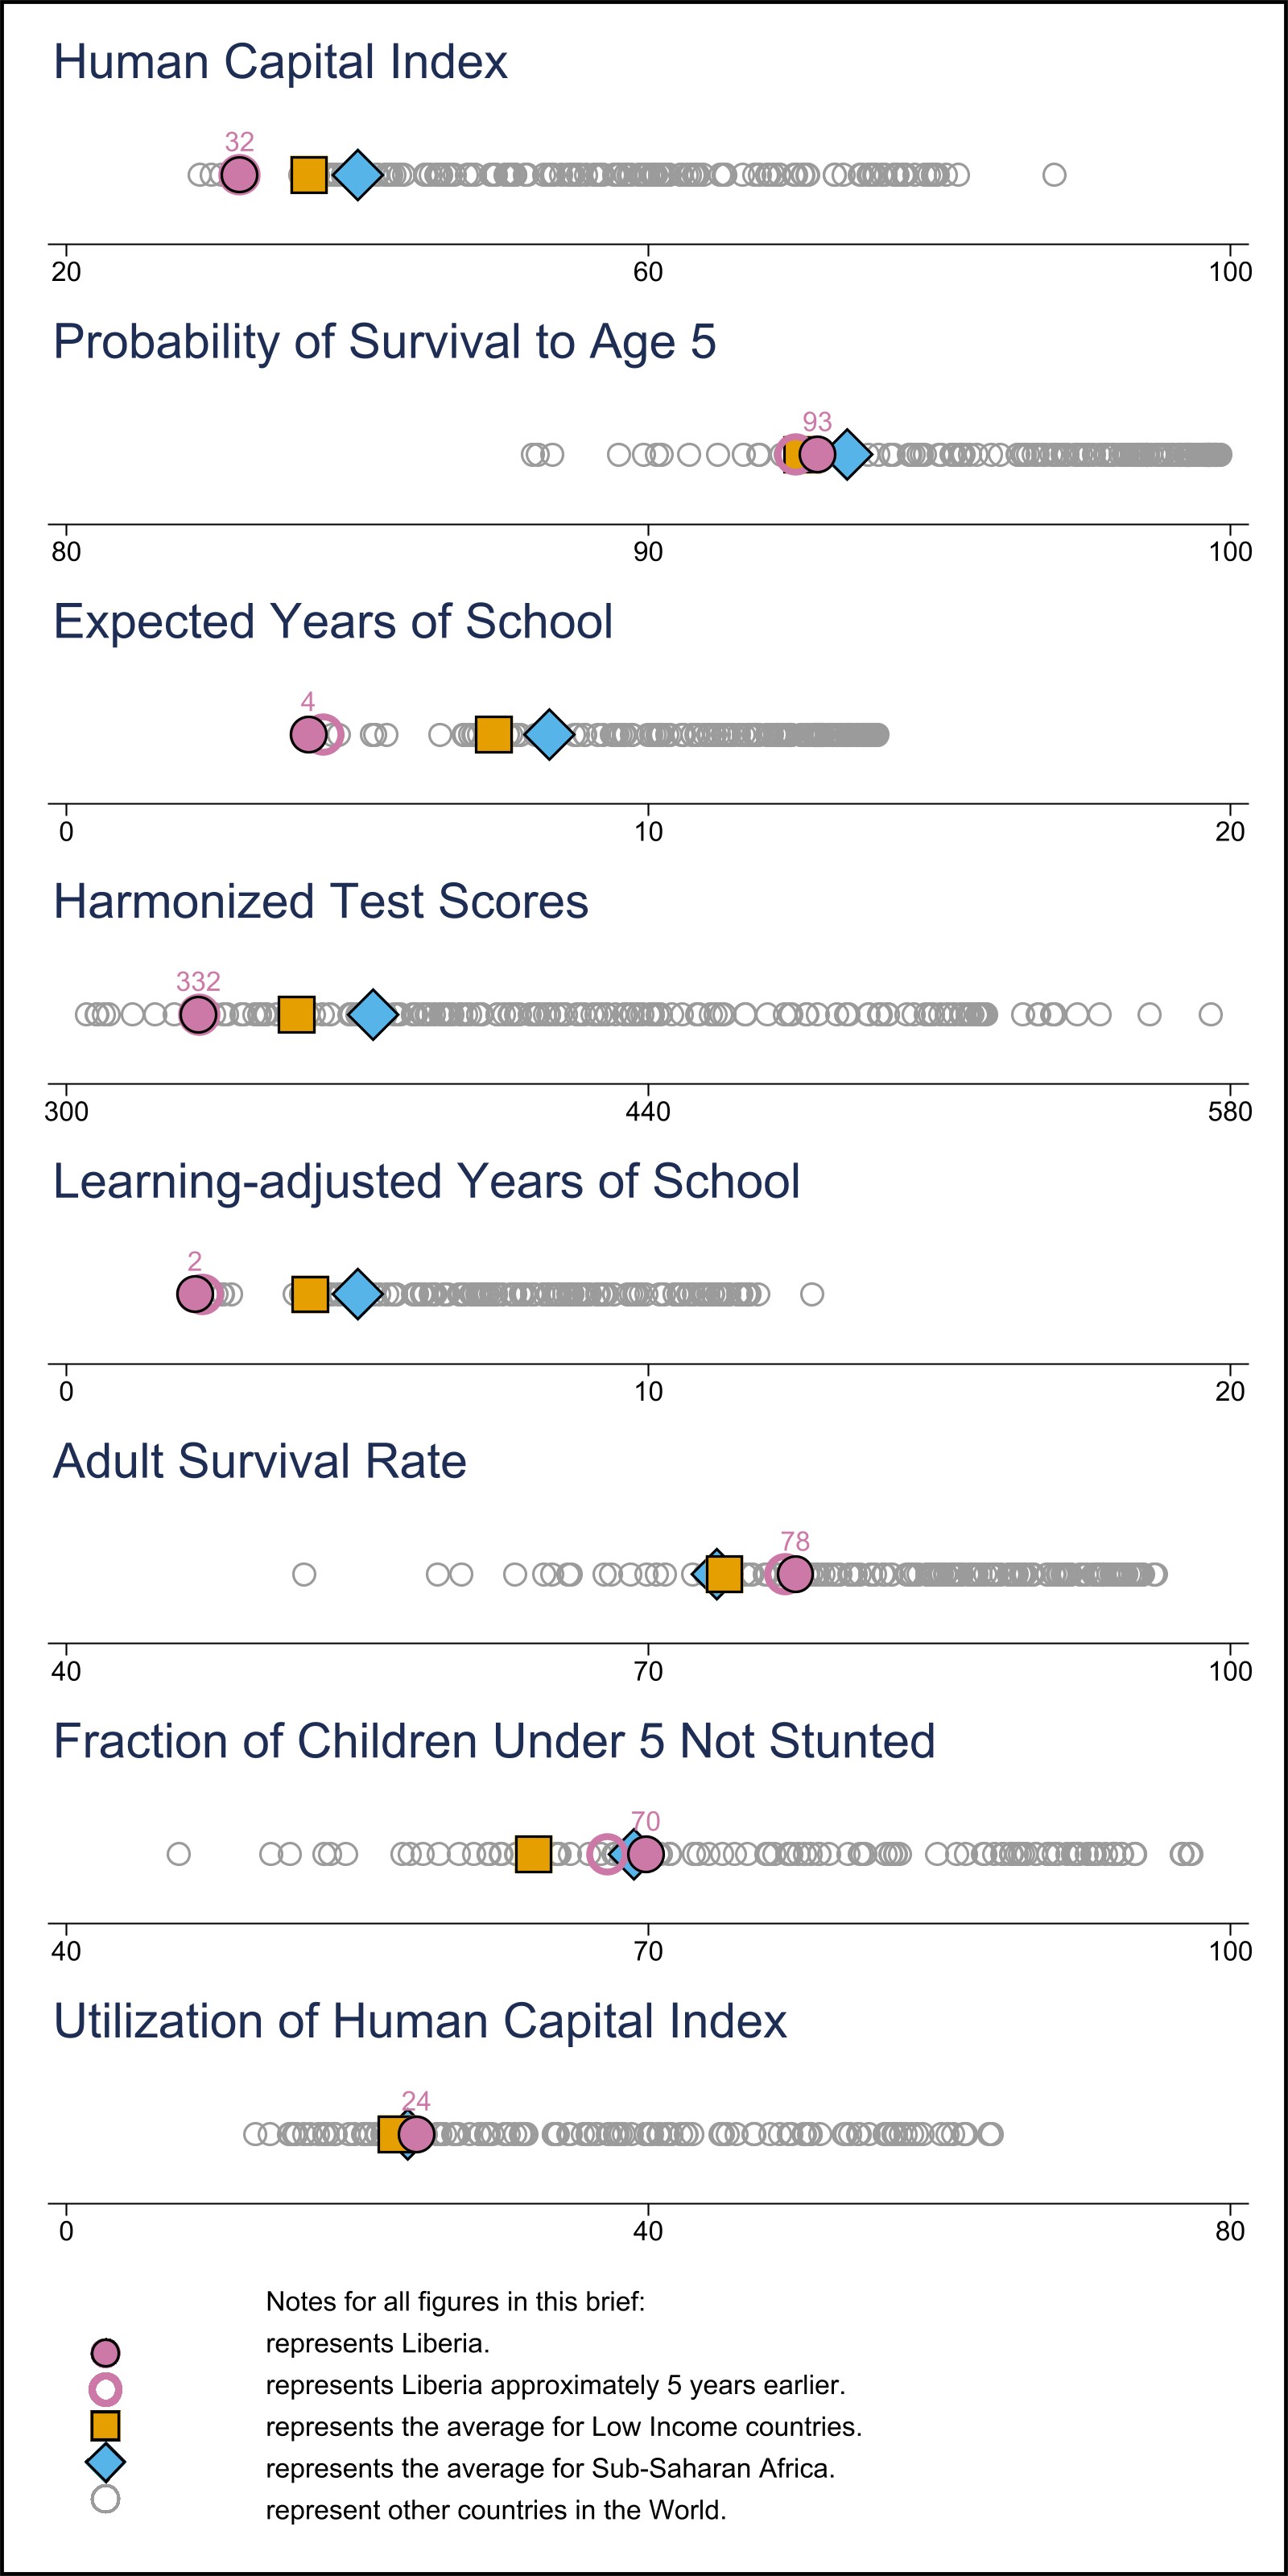 Human Capital Index
32
20 60 100
Probability of Survival to Age 5
93
80 90 100
Expected Years of School
4
0 10 20
Harmonized Test Scores
332
300 440 580
Learning-adjusted Years of School
2
0 10 20
Adult Survival Rate
78
40 70 100
Fraction of Children Under 5 Not Stunted
70
40 70 100
Utilization of Human Capital Index
24
0 40 80
Notes for all figures in this brief:
represents Liberia.
represents Liberia approximately 5 years earlier.
represents the average for Low Income countries.
represents the average for Sub-Saharan Africa.
represent other countries in the World.